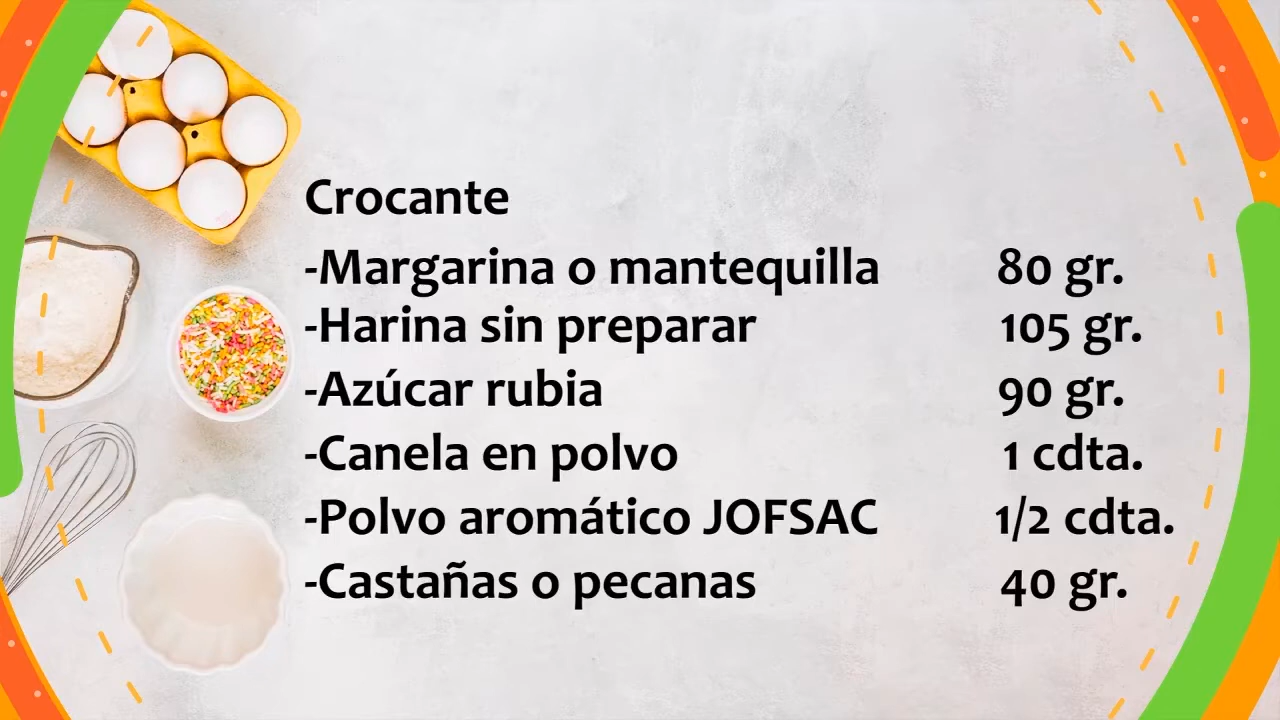 Crocante
-Margarina o mantequilla 80 gr.
-Harina sin preparar 105 gr.
-Azúcar rubia 90 gr.
-Canela en polvo 1 cdta.
-Polvo aromático JOFSAC 1/2 cdta.
-Castañas o pecanas 40 gr.